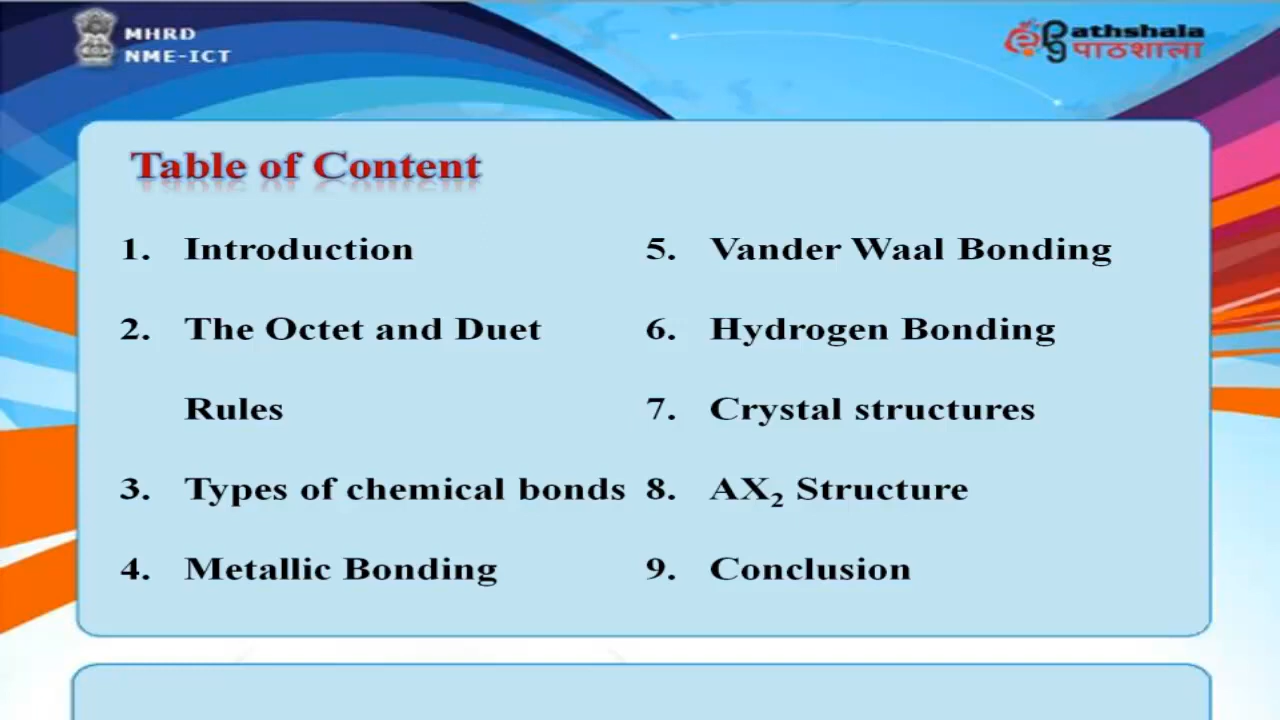 MHRD
NME-ICT
e pg athshala
पाठशाला
Table of Content
1. Introduction
2. The Octet and Duet
Rules
3. Types of chemical bonds
4. Metallic Bonding
5. Vander Waal Bonding
6. Hydrogen Bonding
7. Crystal structures
8. AX₂ Structure
9. Conclusion